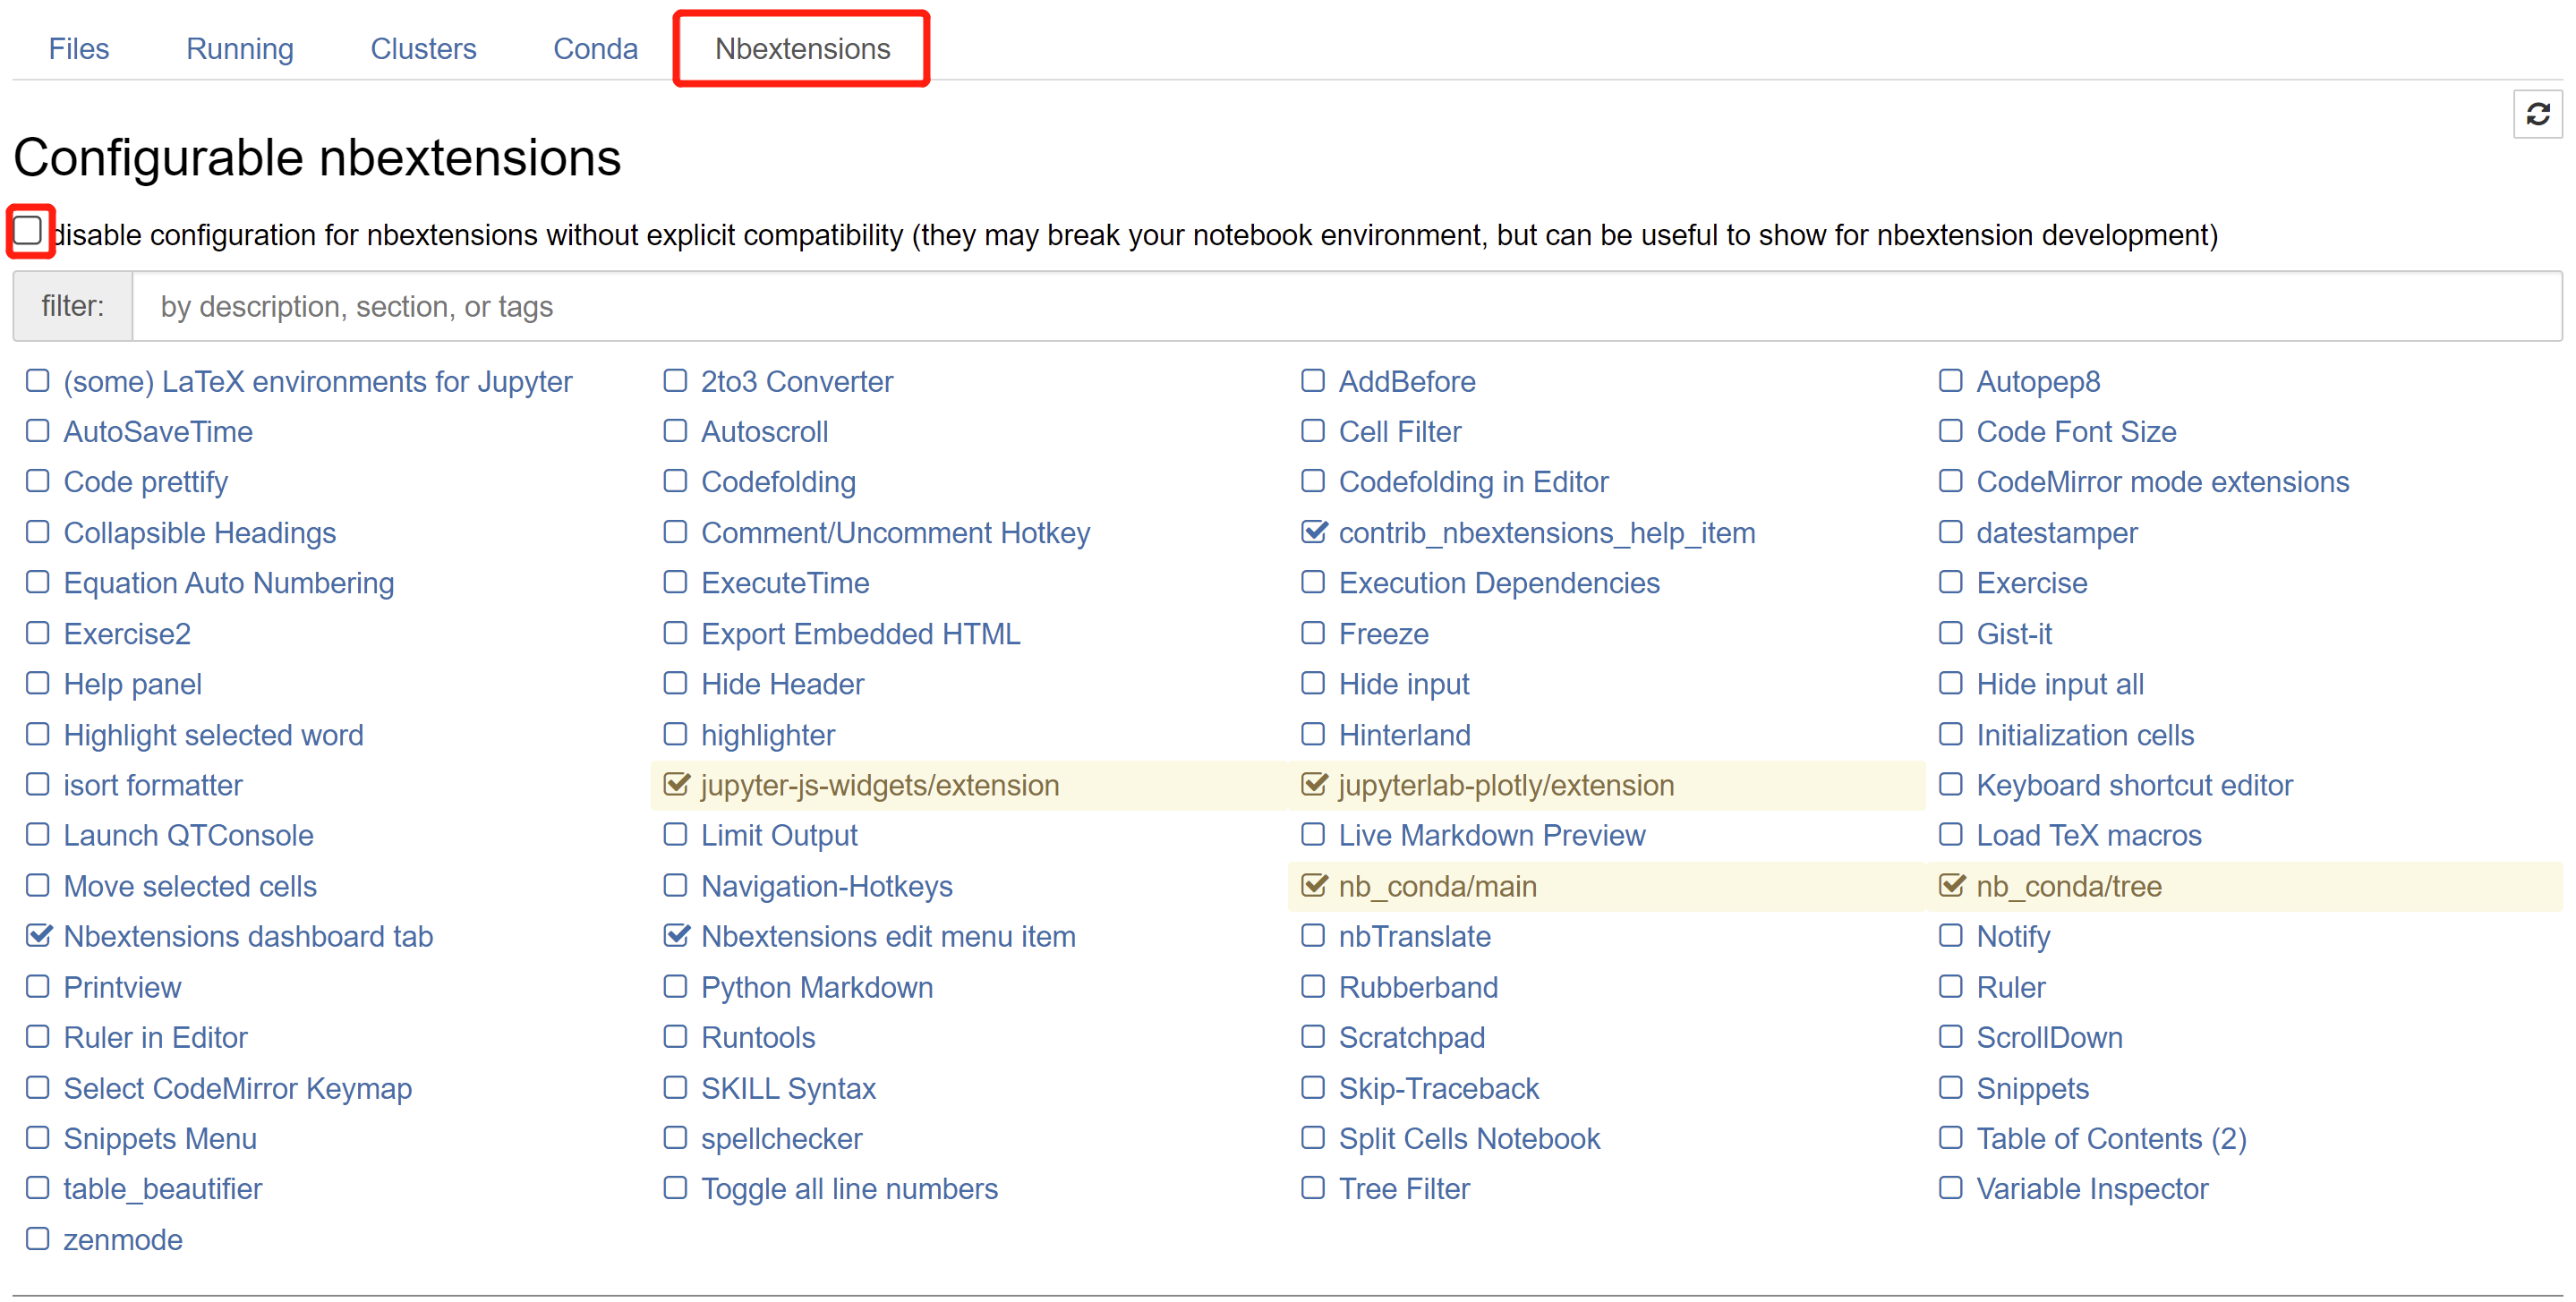 Files Running Clusters Conda Nbextensions
Configurable nbextensions
disable configuration for nbextensions without explicit compatibility (they may break your notebook environment, but can be useful to show for nbextension development)
filter: by description, section, or tags
(some) LaTeX environments for Jupyter 2to3 Converter AddBefore Autopep8
AutoSaveTime Autoscroll Cell Filter Code Font Size
Code prettify Codefolding Codefolding in Editor CodeMirror mode extensions
Collapsible Headings Comment/Uncomment Hotkey contrib_nbextensions_help_item datestamper
Equation Auto Numbering ExecuteTime Execution Dependencies Exercise
Exercise2 Export Embedded HTML Freeze Gist-it
Help panel Hide Header Hide input Hide input all
Highlight selected word highlighter Hinterland Initialization cells
isort formatter jupyter-js-widgets/extension jupyterlab-plotly/extension Keyboard shortcut editor
Launch QTConsole Limit Output Live Markdown Preview Load TeX macros
Move selected cells Navigation-Hotkeys nb_conda/main nb_conda/tree
Nbextensions dashboard tab Nbextensions edit menu item nbTranslate Notify
Printview Python Markdown Rubberband Ruler
Ruler in Editor Runtools Scratchpad ScrollDown
Select CodeMirror Keymap SKILL Syntax Skip-Traceback Snippets
Snippets Menu spellchecker Split Cells Notebook Table of Contents (2)
table_beautifier Toggle all line numbers Tree Filter Variable Inspector
zenmode